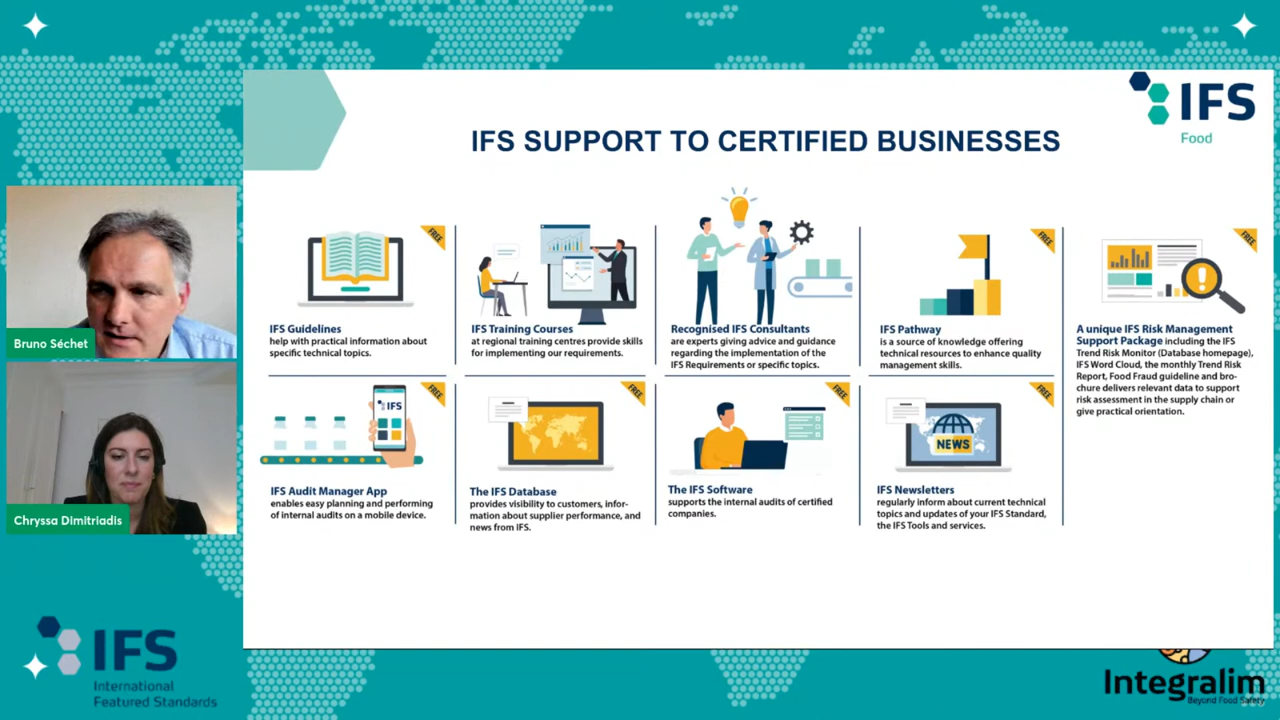 IFS SUPPORT TO CERTIFIED BUSINESSES
IFS
Food
Bruno Séchet
Chryssa Dimitriadis
FREE
IFS Guidelines
help with practical information about
specific technical topics.
IFS Training Courses
at regional training centres provide skills
for implementing our requirements.
Recognised IFS Consultants
are experts giving advice and guidance
regarding the implementation of the
IFS Requirements or specific topics.
FREE
IFS Pathway
is a source of knowledge offering
technical resources to enhance quality
management skills.
FREE
A unique IFS Risk Management
Support Package including the IFS
Trend Risk Monitor (Database homepage),
IFS Word Cloud, the monthly Trend Risk
Report, Food Fraud guideline and bro-
chure delivers relevant data to support
risk assessment in the supply chain or
give practical orientation.
FREE
IFS
IFS Audit Manager App
enables easy planning and performing
of internal audits on a mobile device.
FREE
The IFS Database
provides visibility to customers, infor-
mation about supplier performance, and
news from IFS.
FREE
The IFS Software
supports the internal audits of certified
companies.
FREE
NEWS
IFS Newsletters
regularly inform about current technical
topics and updates of your IFS Standard,
the IFS Tools and services.
IFS
International
Featured Standards
Integralim
Beyond Food Safety